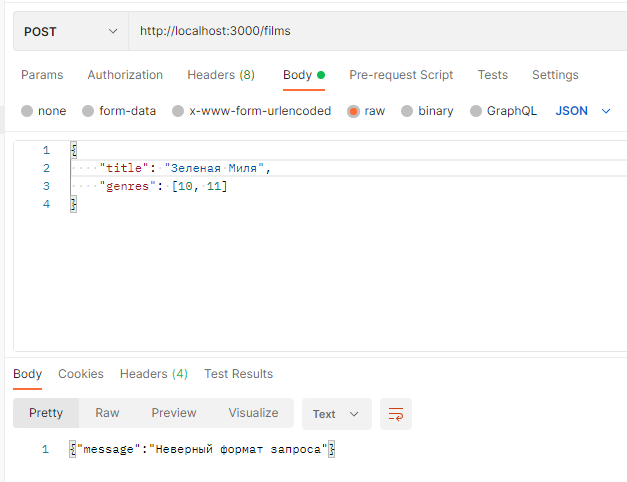 POST http://localhost:3000/films
Params Authorization Headers (8) Body Pre-request Script Tests Settings
none form-data x-www-form-urlencoded raw binary GraphQL JSON
1 {
2 "title": "Зеленая Миля",
3 "genres": [10, 11]
4 }
Body Cookies Headers (4) Test Results
Pretty Raw Preview Visualize Text
1 {"message":"Неверный формат запроса"}